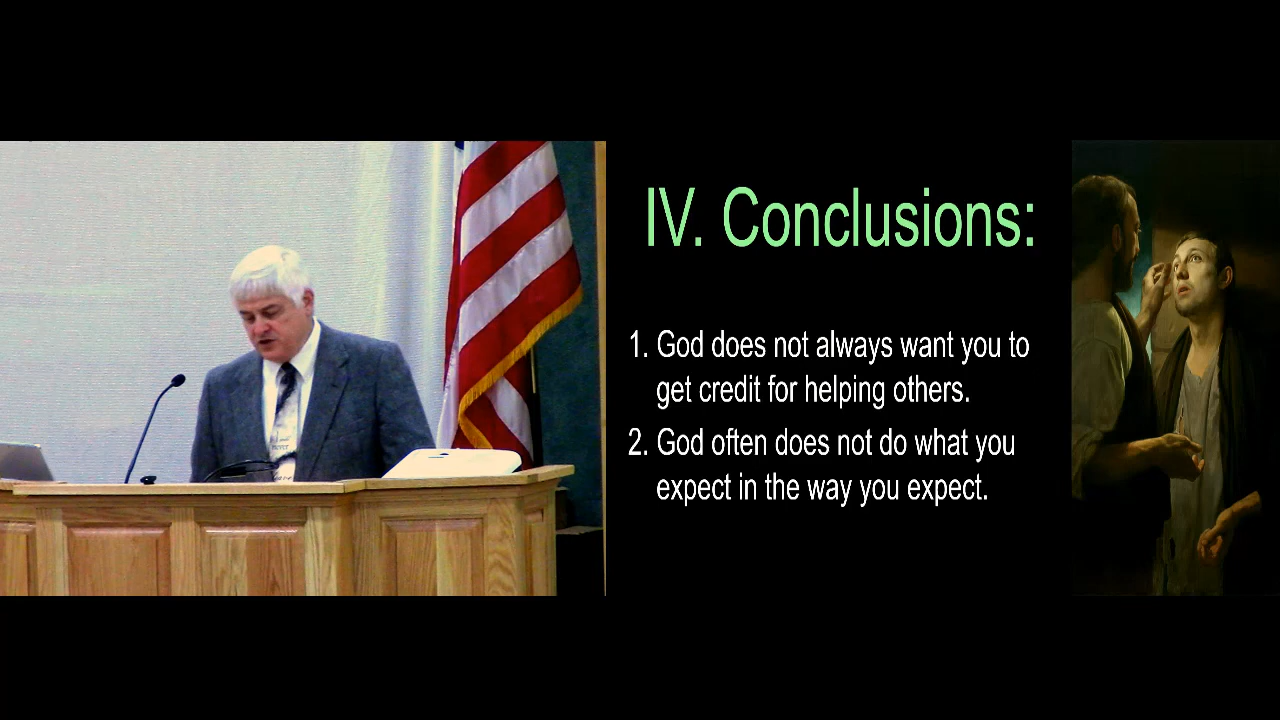 IV. Conclusions:
1. God does not always want you to
get credit for helping others.
2. God often does not do what you
expect in the way you expect.